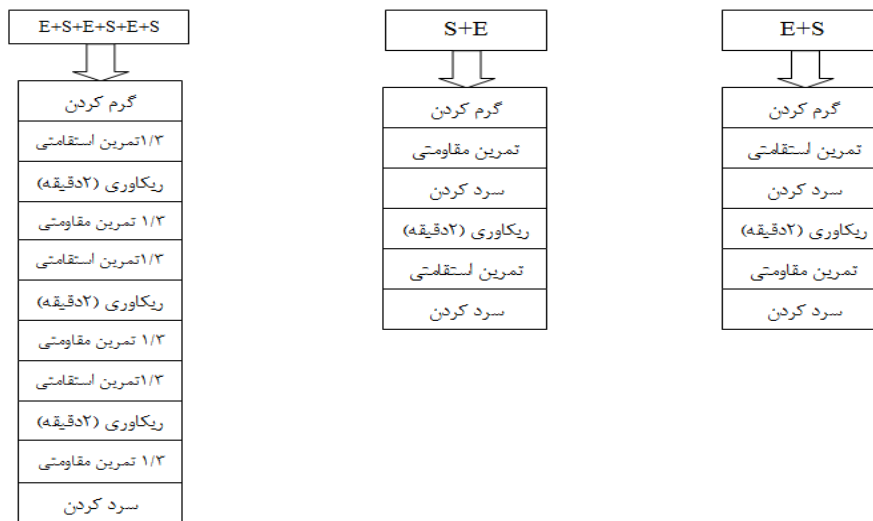 E+S
گرم کردن
تمرین استقامتی
سرد کردن
ریکاوری (۲دقیقه)
تمرین مقاومتی
سرد کردن
S+E
گرم کردن
تمرین مقاومتی
سرد کردن
ریکاوری (۲دقیقه)
تمرین استقامتی
سرد کردن
E+S+E+S+E+S
گرم کردن
۱/۳تمرین استقامتی
ریکاوری (۲دقیقه)
۱/۳ تمرین مقاومتی
۱/۳تمرین استقامتی
ریکاوری (۲دقیقه)
۱/۳ تمرین مقاومتی
۱/۳تمرین استقامتی
ریکاوری (۲دقیقه)
۱/۳ تمرین مقاومتی
سرد کردن